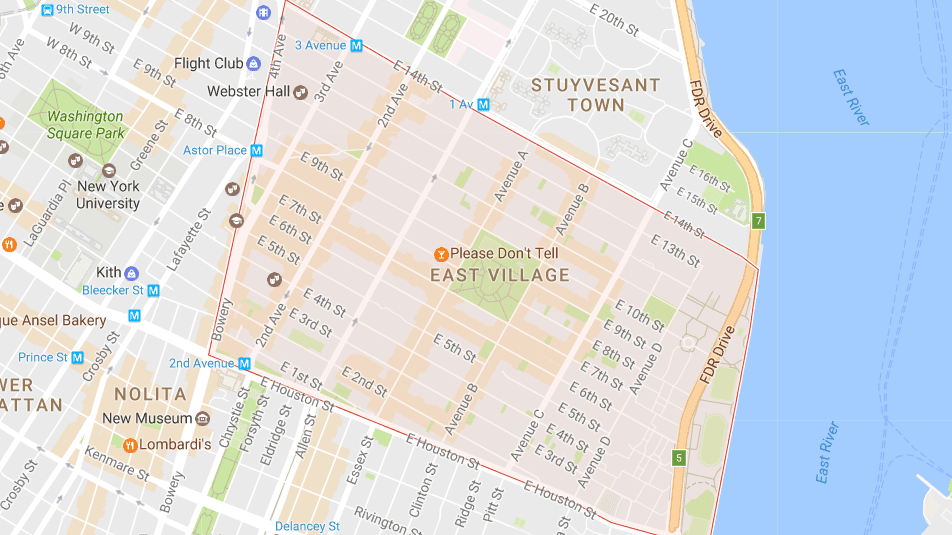 9th Street
E 20th St
W 9th St
4th Ave
3 Avenue
W 8th St
E 9th St
Flight Club
3rd Ave
E 14th St
East River
2nd Ave
STUYVESANT
TOWN
Webster Hall
FDR Drive
1 Av
Washington
Square Park
E 8th St
Greene St
Astor Place
E 9th St
Avenue A
Avenue C
E 16th St
New York
University
Avenue B
E 15th St
LaGuardia Pl
E 7th St
E 6th St
E 5th St
Lafayette St
E 14th St
7
E 13th St
Please Don't Tell
EAST VILLAGE
Kith
Bleecker St
E 4th St
E 3rd St
Bowery
2nd Ave
E 10th St
E 9th St
E 8th St
E 7th St
E 6th St
E 5th St
E 4th St
E 3rd St
que Ansel Bakery
Crosby St
Prince St
E 5th St
Avenue D
FDR Drive
2nd Avenue
E 1st St
E 2nd St
E Houston St
WER
ATTAN
NOLITA
New Museum
Chrystie St
Forsyth St
Eldridge St
Allen St
Avenue B
Avenue C
Avenue D
Lombardi's
E Houston St
East River
Essex St
5
Kenmare St
Crosby St
Bowery
Clinton St
Ridge St
Pitt St
E Houston St
Delancey St
Rivington St